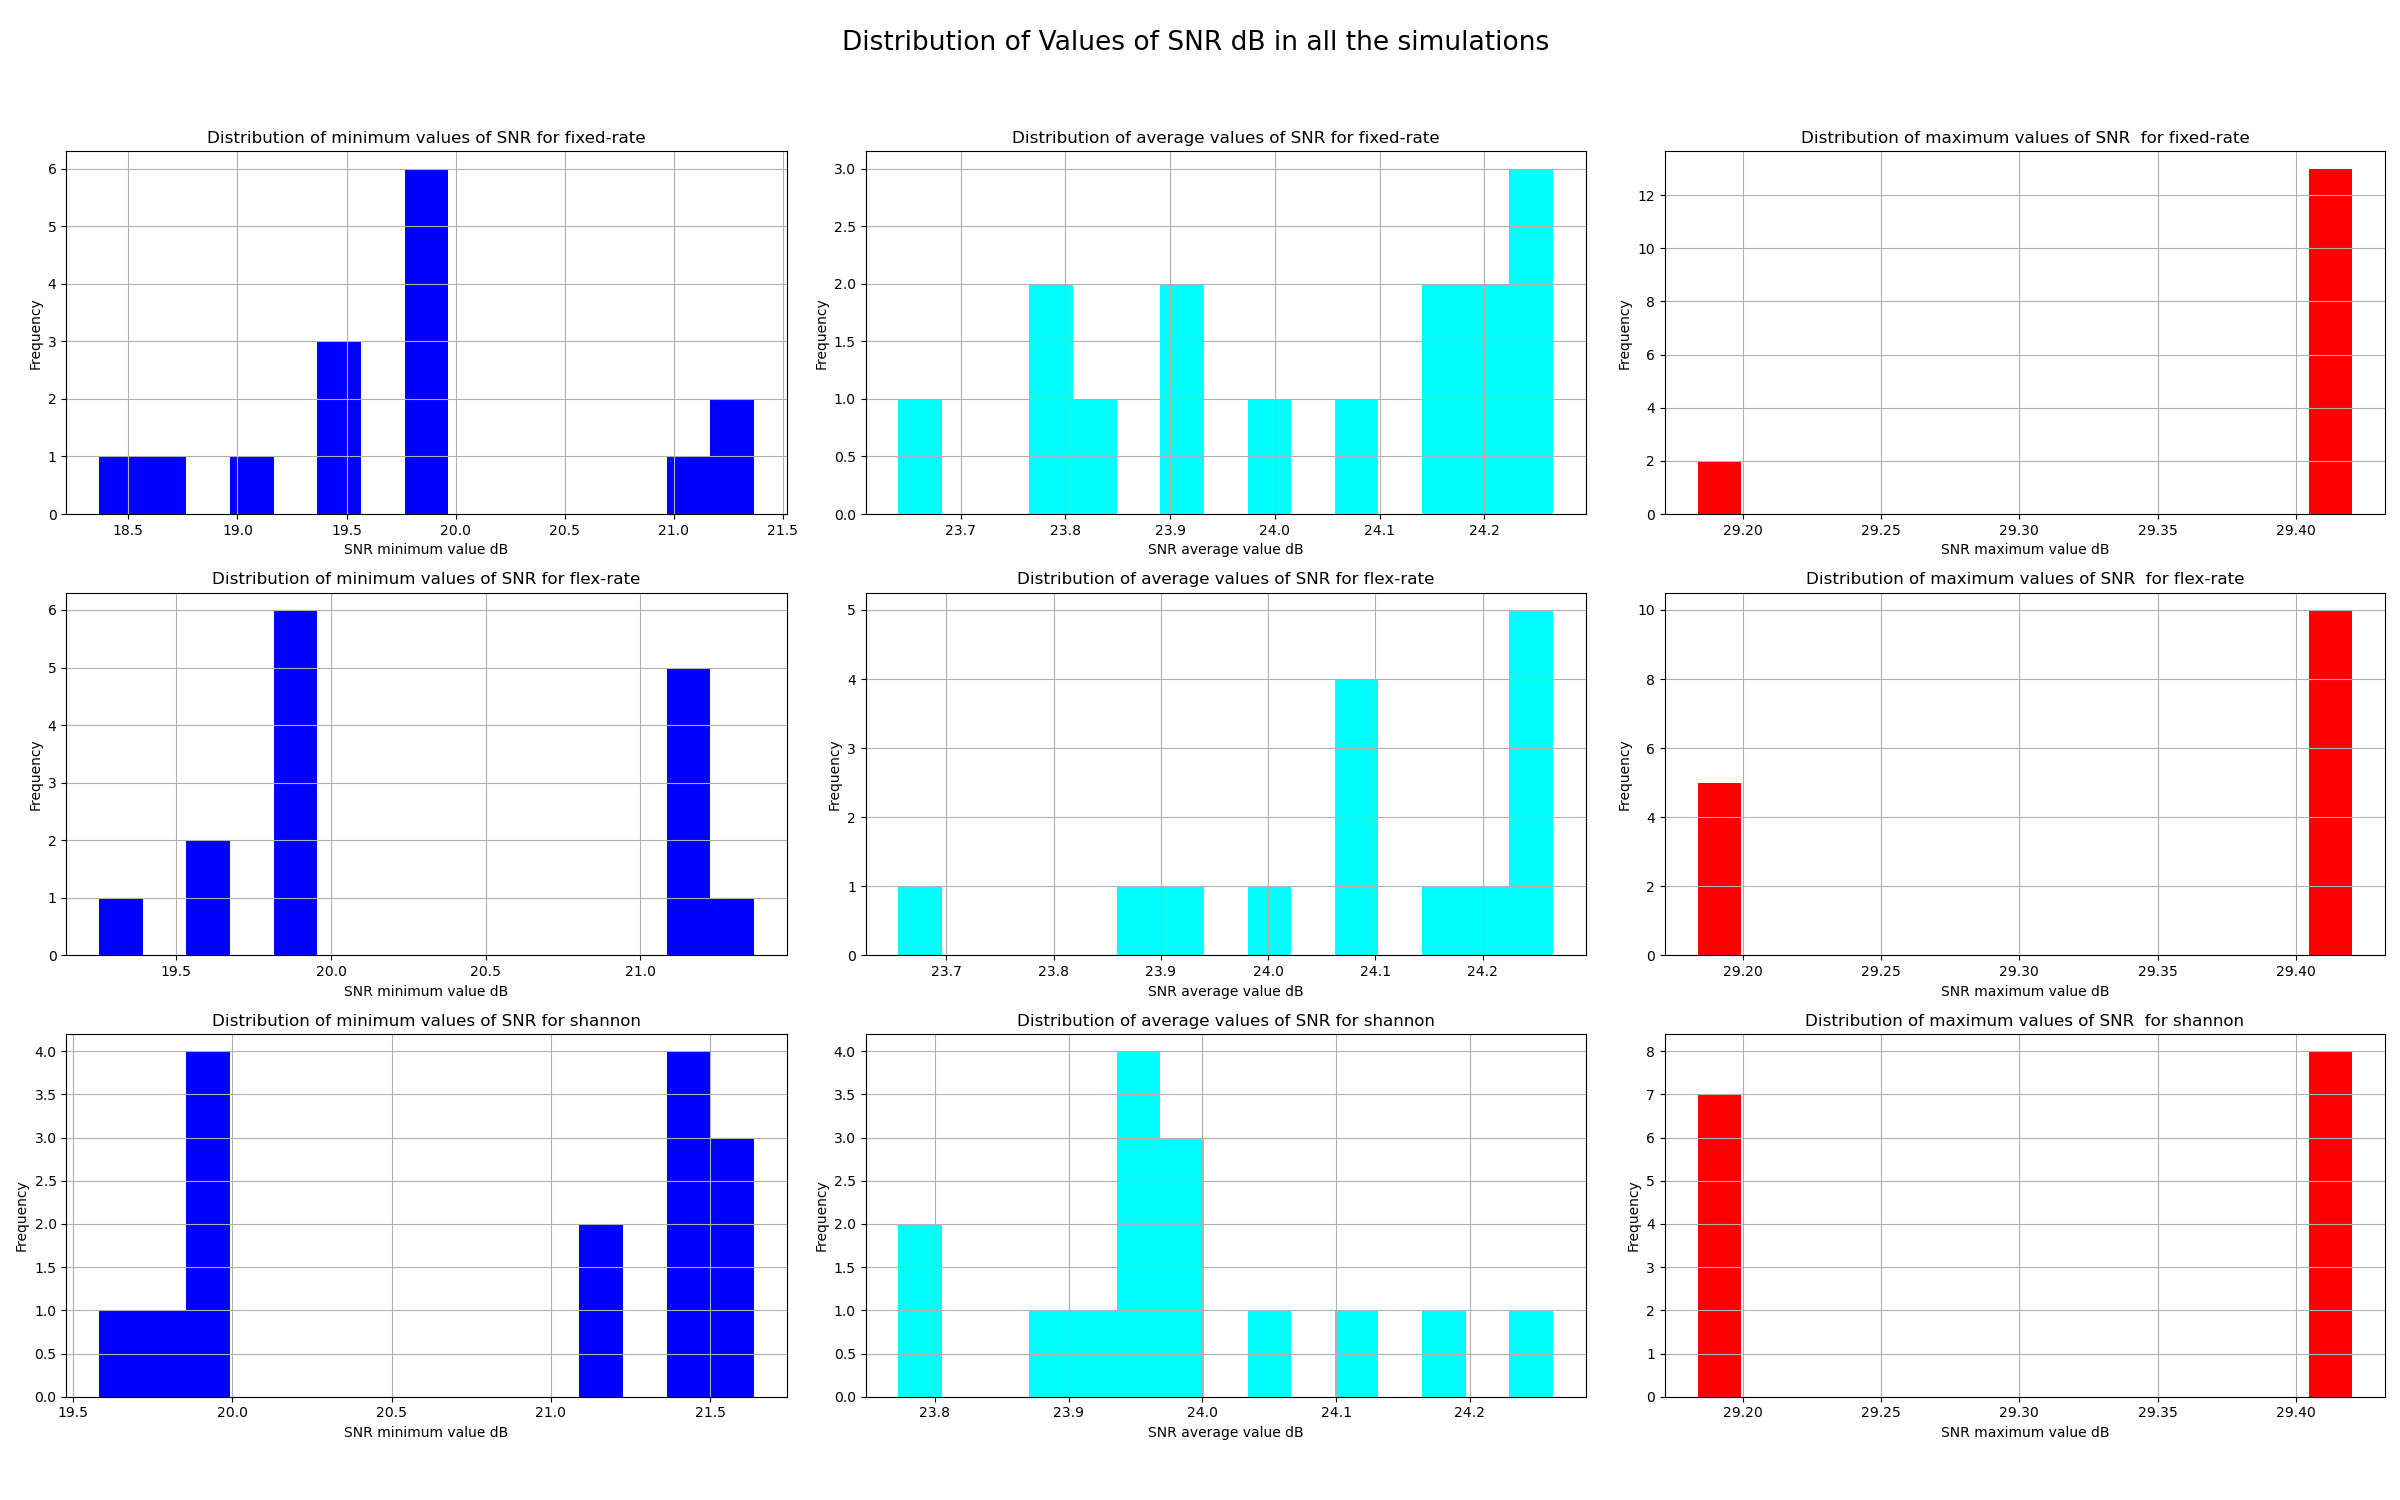 Distribution of Values of SNR dB in all the simulations
Distribution of minimum values of SNR for fixed-rate
Frequency
6
5
4
3
2
1
0
18.5 19.0 19.5 20.0 20.5 21.0 21.5
SNR minimum value dB
Distribution of average values of SNR for fixed-rate
Frequency
3.0
2.5
2.0
1.5
1.0
0.5
0.0
23.7 23.8 23.9 24.0 24.1 24.2
SNR average value dB
Distribution of maximum values of SNR  for fixed-rate
Frequency
12
10
8
6
4
2
0
29.20 29.25 29.30 29.35 29.40
SNR maximum value dB
Distribution of minimum values of SNR for flex-rate
Frequency
6
5
4
3
2
1
0
19.5 20.0 20.5 21.0
SNR minimum value dB
Distribution of average values of SNR for flex-rate
Frequency
5
4
3
2
1
0
23.7 23.8 23.9 24.0 24.1 24.2
SNR average value dB
Distribution of maximum values of SNR  for flex-rate
Frequency
10
8
6
4
2
0
29.20 29.25 29.30 29.35 29.40
SNR maximum value dB
Distribution of minimum values of SNR for shannon
Frequency
4.0
3.5
3.0
2.5
2.0
1.5
1.0
0.5
0.0
19.5 20.0 20.5 21.0 21.5
SNR minimum value dB
Distribution of average values of SNR for shannon
Frequency
4.0
3.5
3.0
2.5
2.0
1.5
1.0
0.5
0.0
23.8 23.9 24.0 24.1 24.2
SNR average value dB
Distribution of maximum values of SNR  for shannon
Frequency
8
7
6
5
4
3
2
1
0
29.20 29.25 29.30 29.35 29.40
SNR maximum value dB